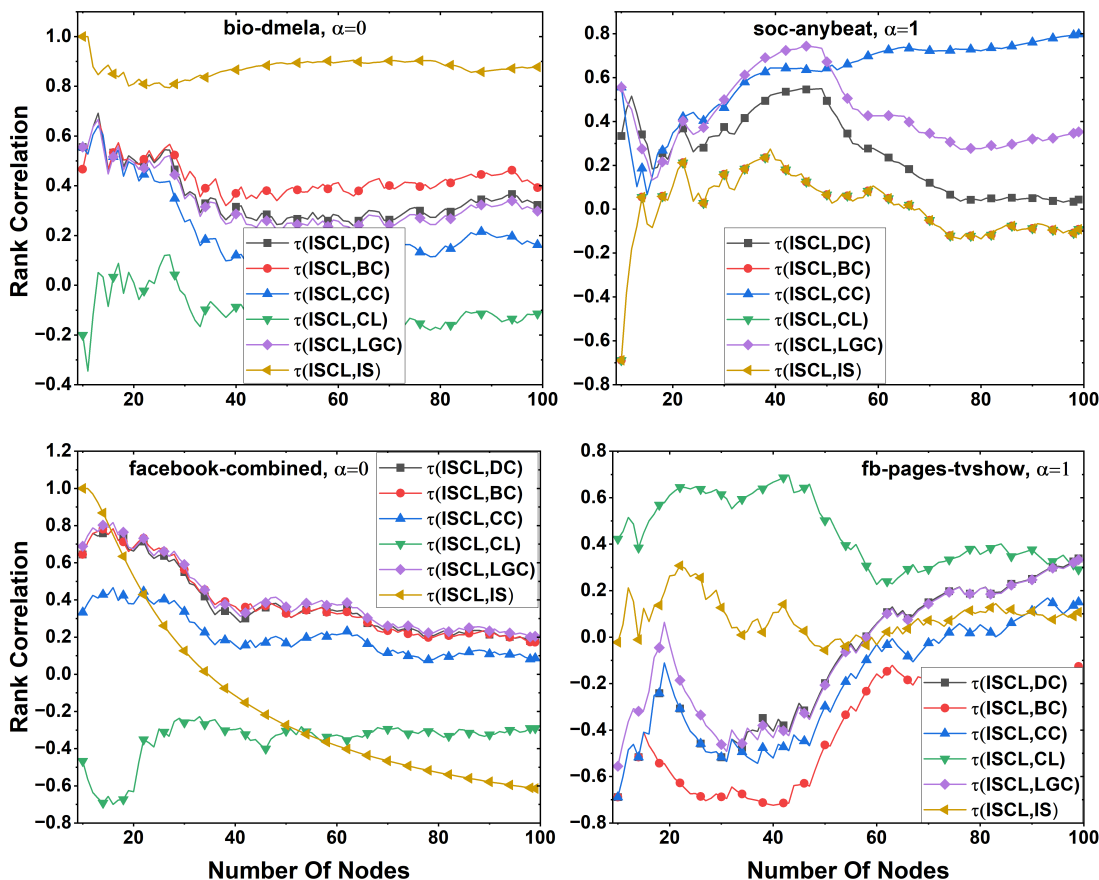 bio-dmela, α=0
Rank Correlation
1.0
0.8
0.6
0.4
0.2
0.0
−0.2
−0.4
τ(ISCL,DC)
τ(ISCL,BC)
τ(ISCL,CC)
τ(ISCL,CL)
τ(ISCL,LGC)
τ(ISCL,IS)
20 40 60 80 100
soc-anybeat, α=1
0.8
0.6
0.4
0.2
0.0
−0.2
−0.4
−0.6
−0.8
τ(ISCL,DC)
τ(ISCL,BC)
τ(ISCL,CC)
τ(ISCL,CL)
τ(ISCL,LGC)
τ(ISCL,IS)
20 40 60 80 100
facebook-combined, α=0
Rank Correlation
1.2
1.0
0.8
0.6
0.4
0.2
0.0
−0.2
−0.4
−0.6
−0.8
τ(ISCL,DC)
τ(ISCL,BC)
τ(ISCL,CC)
τ(ISCL,CL)
τ(ISCL,LGC)
τ(ISCL,IS)
20 40 60 80 100
Number Of Nodes
fb-pages-tvshow, α=1
0.8
0.6
0.4
0.2
0.0
−0.2
−0.4
−0.6
−0.8
τ(ISCL,DC)
τ(ISCL,BC)
τ(ISCL,CC)
τ(ISCL,CL)
τ(ISCL,LGC)
τ(ISCL,IS)
20 40 60 80 100
Number Of Nodes